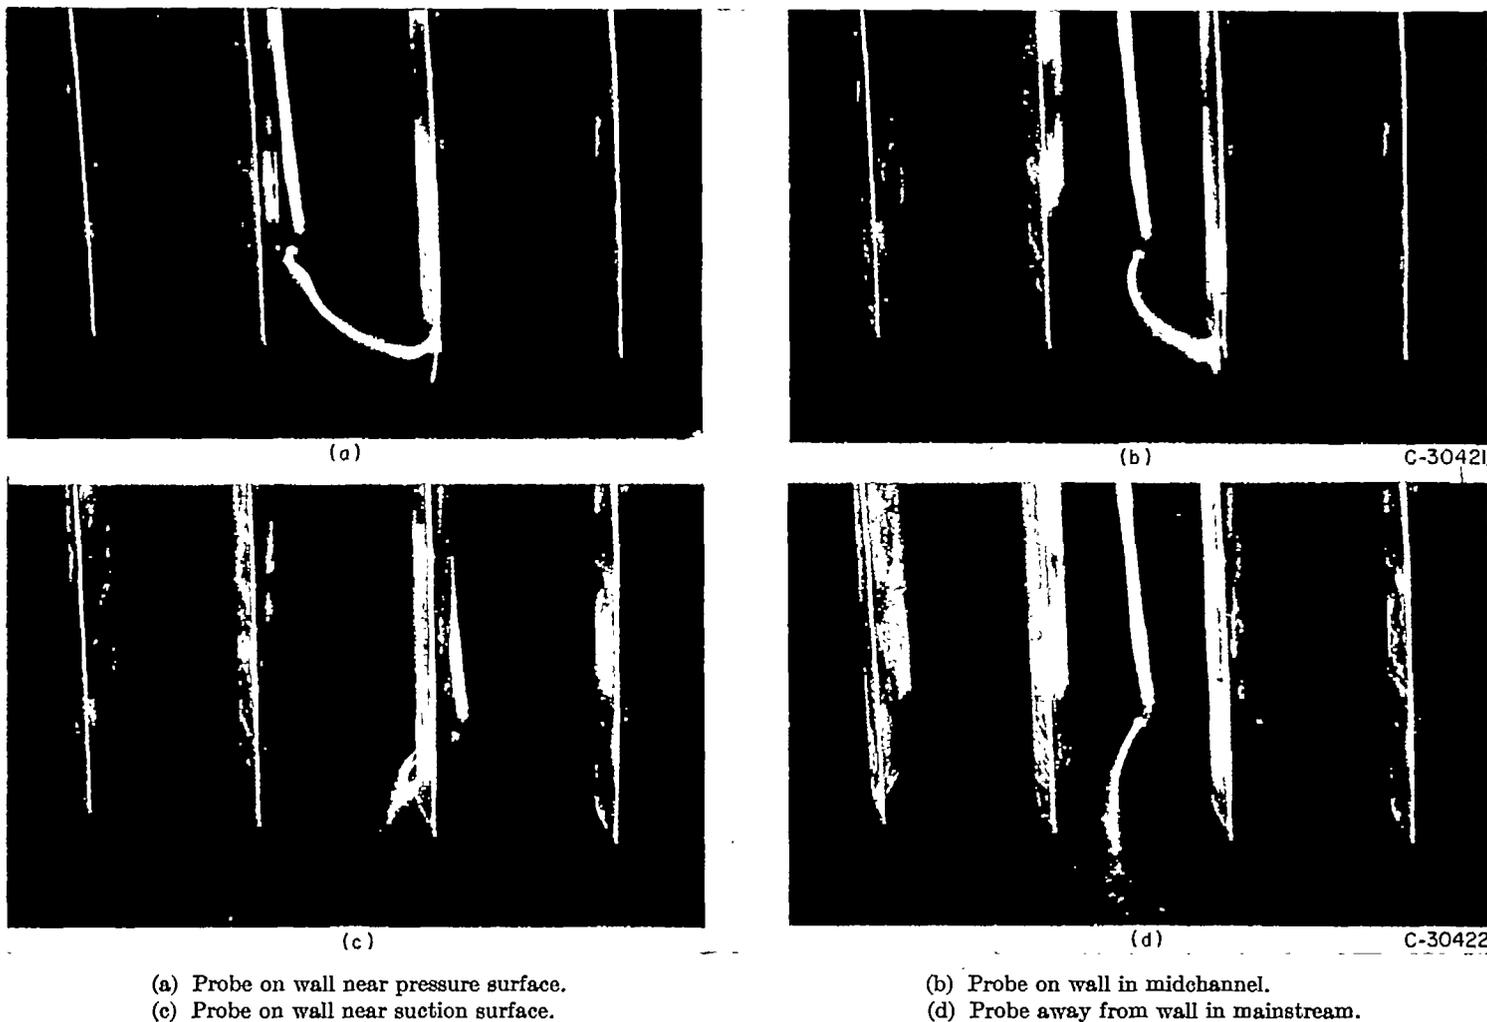 (a)
(b)
C-30421
(c)
(d)
C-30422
(a) Probe on wall near pressure surface.
(b) Probe on wall in midchannel.
(c) Probe on wall near suction surface.
(d) Probe away from wall in mainstream.